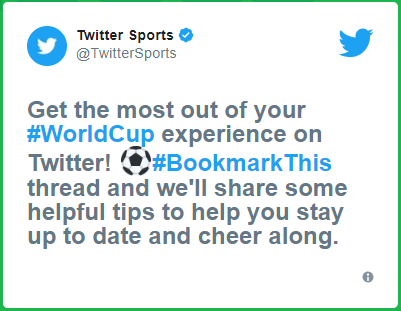 Twitter Sports
@TwitterSports
Get the most out of your
#WorldCup experience on
Twitter! ⚽#BookmarkThis
thread and we'll share some
helpful tips to help you stay
up to date and cheer along.